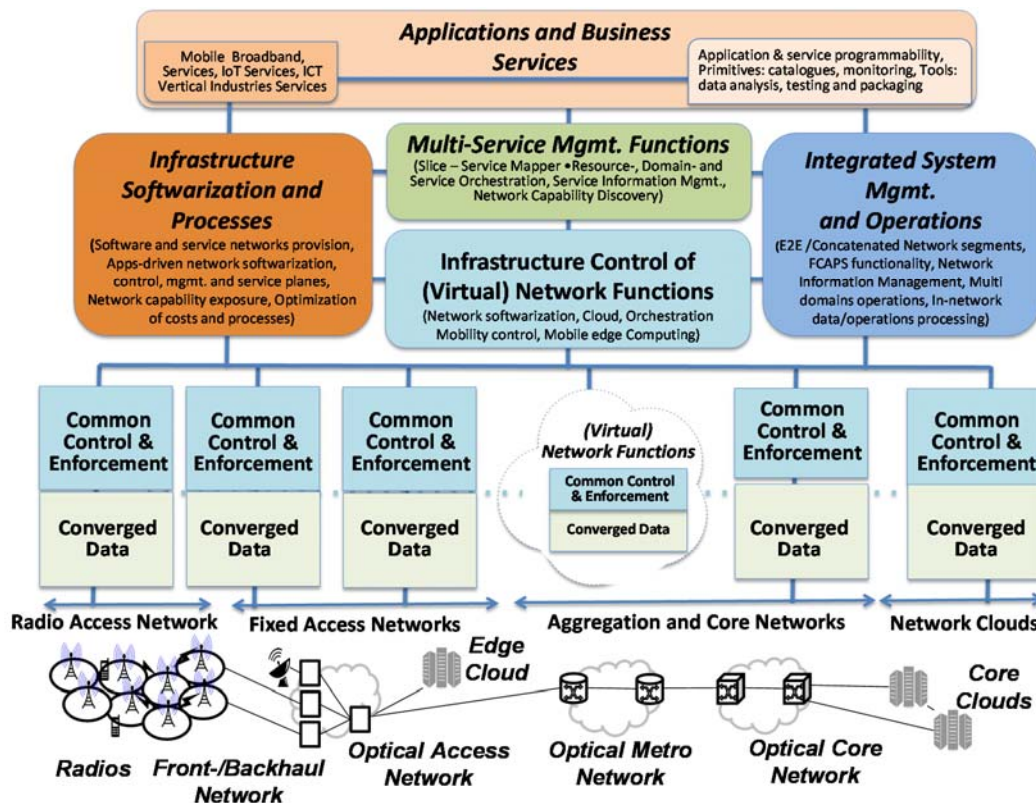 Applications and Business
Services
Mobile Broadband,
Services, IoT Services, ICT
Vertical Industries Services
Application & service programmability,
Primitives: catalogues, monitoring, Tools:
data analysis, testing and packaging
Infrastructure
Softwarization and
Processes
(Software and service networks provision,
Apps-driven network softwarization,
control, mgmt. and service planes,
Network capability exposure, Optimization
of costs and processes)
Multi-Service Mgmt. Functions
(Slice – Service Mapper •Resource-, Domain- and
Service Orchestration, Service Information Mgmt.,
Network Capability Discovery)
Infrastructure Control of
(Virtual) Network Functions
(Network softwarization, Cloud, Orchestration
Mobility control, Mobile edge Computing)
Integrated System
Mgmt.
and Operations
(E2E /Concatenated Network segments,
FCAPS functionality, Network
Information Management, Multi
domains operations, In-network
data/operations processing)
Common
Control &
Enforcement
Converged
Data
Common
Control &
Enforcement
Converged
Data
Common
Control &
Enforcement
Converged
Data
(Virtual)
Network Functions
Common Control
& Enforcement
Converged Data
Common
Control &
Enforcement
Converged
Data
Common
Control &
Enforcement
Converged
Data
Radio Access Network
Fixed Access Networks
Aggregation and Core Networks
Network Clouds
Edge
Cloud
Core
Clouds
Radios
Front-/Backhaul
Network
Optical Access
Network
Optical Metro
Network
Optical Core
Network